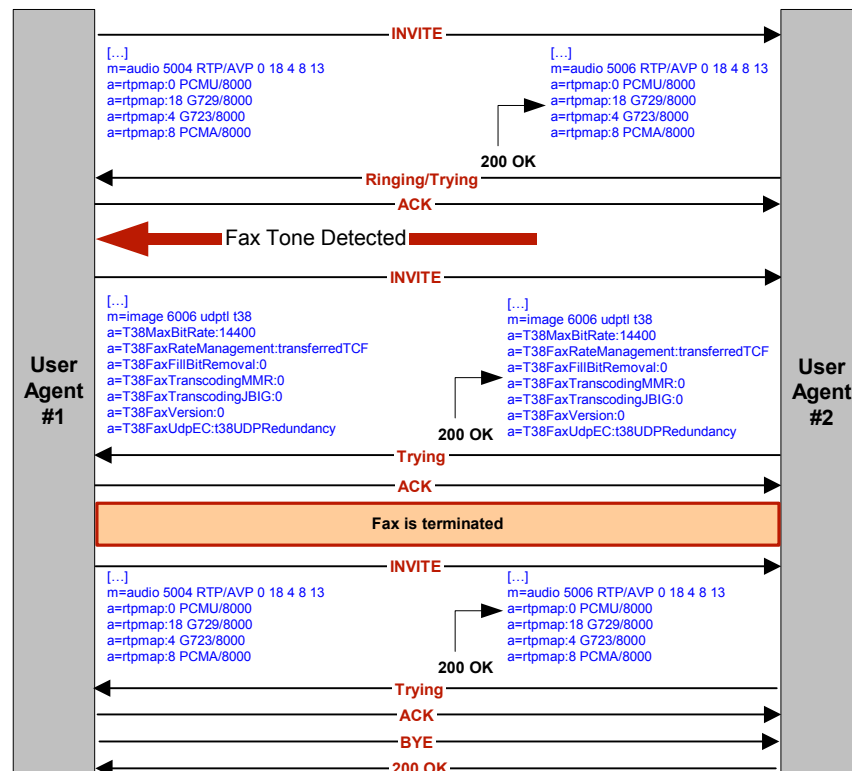 INVITE
[...]
m=audio 5004 RTP/AVP 0 18 4 8 13
a=rtpmap:0 PCMU/8000
a=rtpmap:18 G729/8000
a=rtpmap:4 G723/8000
a=rtpmap:8 PCMA/8000
[...]
m=audio 5006 RTP/AVP 0 18 4 8 13
a=rtpmap:0 PCMU/8000
a=rtpmap:18 G729/8000
a=rtpmap:4 G723/8000
a=rtpmap:8 PCMA/8000
200 OK
Ringing/Trying
ACK
Fax Tone Detected
INVITE
[...]
m=image 6006 udptl t38
a=T38MaxBitRate:14400
a=T38FaxRateManagement:transferredTCF
a=T38FaxFillBitRemoval:0
a=T38FaxTranscodingMMR:0
a=T38FaxTranscodingJBIG:0
a=T38FaxVersion:0
a=T38FaxUdpEC:t38UDPRedundancy
[...]
m=image 6006 udptl t38
a=T38MaxBitRate:14400
a=T38FaxRateManagement:transferredTCF
a=T38FaxFillBitRemoval:0
a=T38FaxTranscodingMMR:0
a=T38FaxTranscodingJBIG:0
a=T38FaxVersion:0
a=T38FaxUdpEC:t38UDPRedundancy
200 OK
User
Agent
#1
User
Agent
#2
Trying
ACK
Fax is terminated
INVITE
[...]
m=audio 5004 RTP/AVP 0 18 4 8 13
a=rtpmap:0 PCMU/8000
a=rtpmap:18 G729/8000
a=rtpmap:4 G723/8000
a=rtpmap:8 PCMA/8000
[...]
m=audio 5006 RTP/AVP 0 18 4 8 13
a=rtpmap:0 PCMU/8000
a=rtpmap:18 G729/8000
a=rtpmap:4 G723/8000
a=rtpmap:8 PCMA/8000
200 OK
Trying
ACK
BYE
200 OK